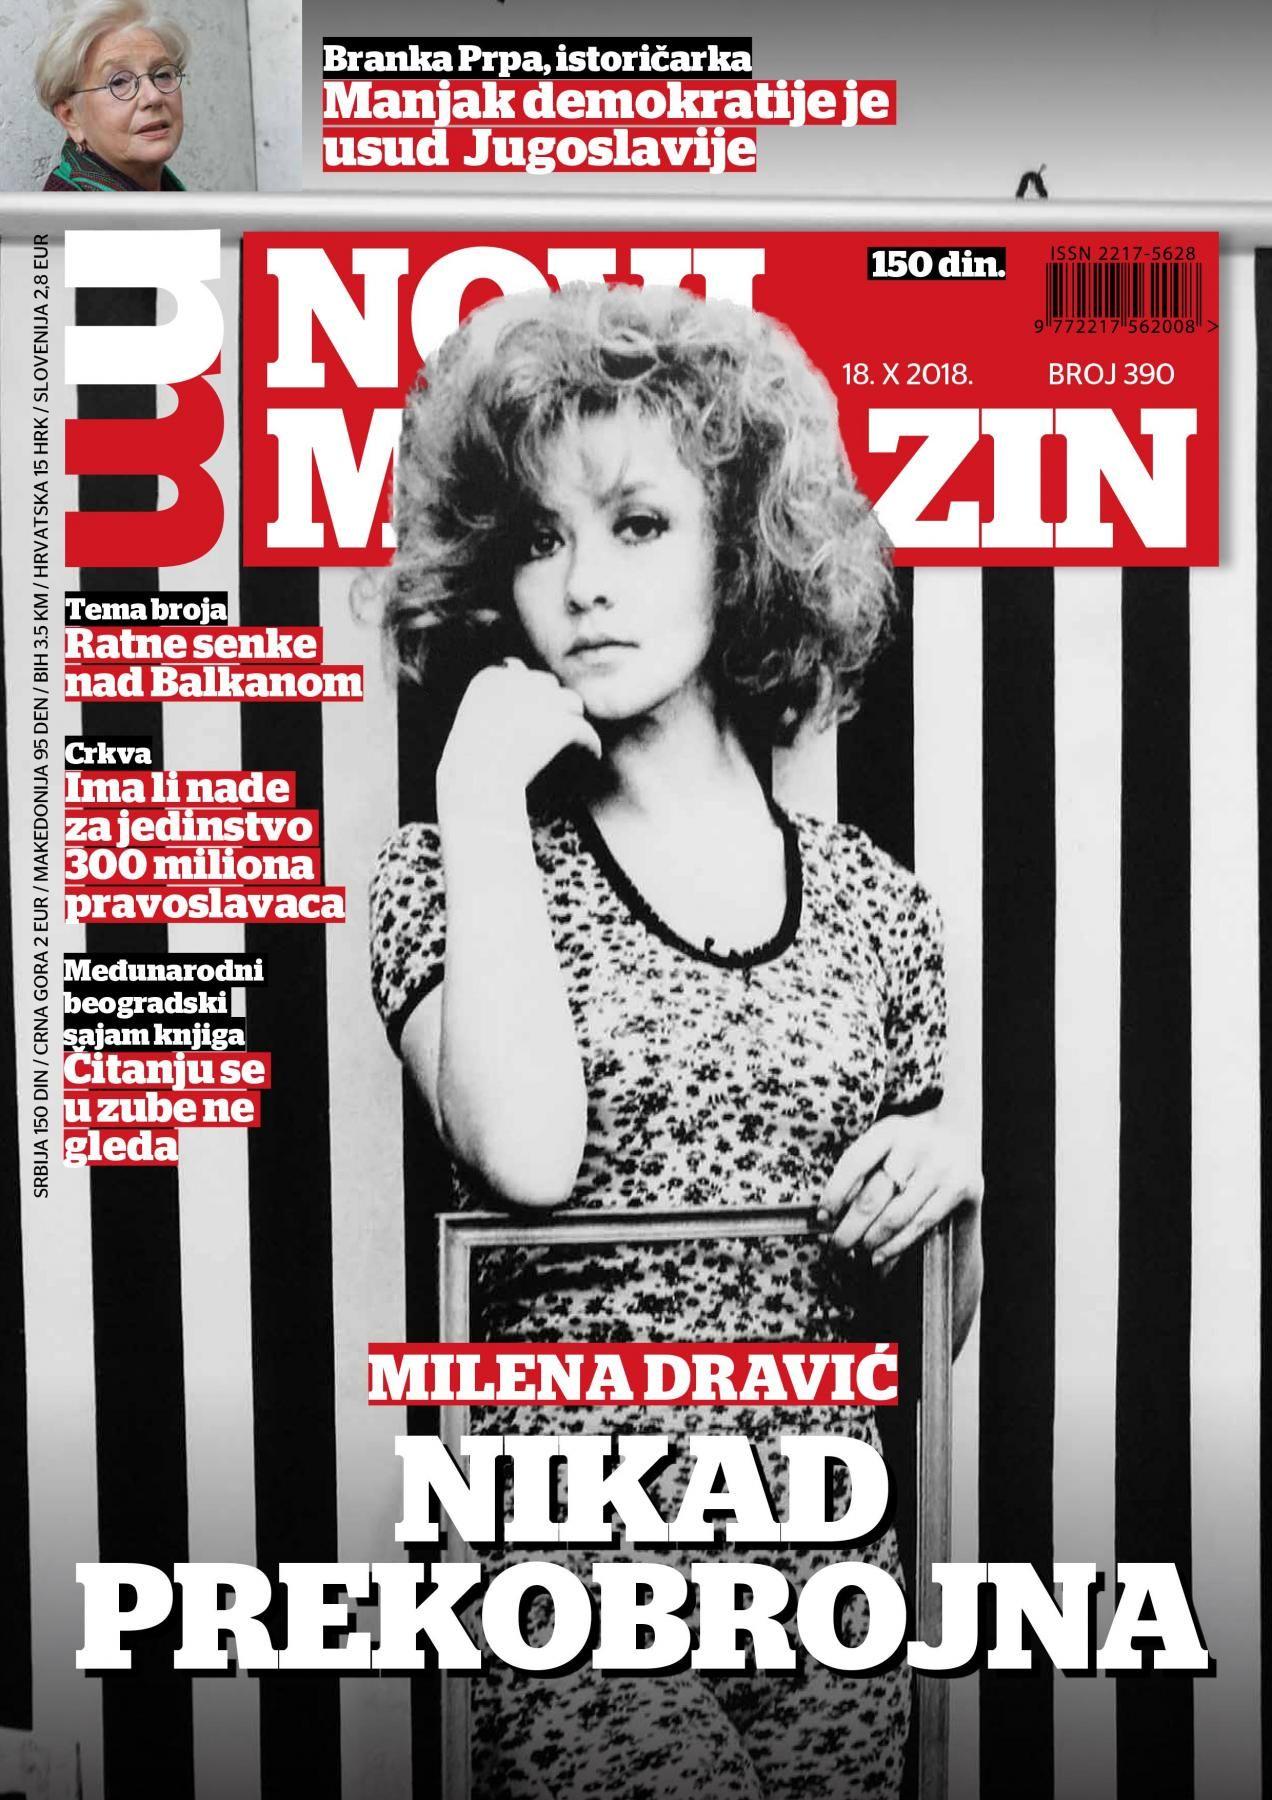 Branka Prpa, istoričarka
Manjak demokratije je
usud Jugoslavije
SRBIJA 150 DIN / CRNA GORA 2 EUR / MAKEDONIJA 95 DEN / BIH 3.5 KM / HRVATSKA 15 HRK / SLOVENIJA 2,8 EUR
NOVI
150 din.
ISSN 2217-5628
9 772217 562008 >
18. X 2018.
BROJ 390
M ZIN
Tema broja
Ratne senke
nad Balkanom
Crkva
Ima li nade
za jedinstvo
300 miliona
pravoslavaca
Međunarodni
beogradski
sajam knjiga
Čitanju se
u zube ne
gleda
MILENA DRAVIĆ
NIKAD
PREKOBROJNA